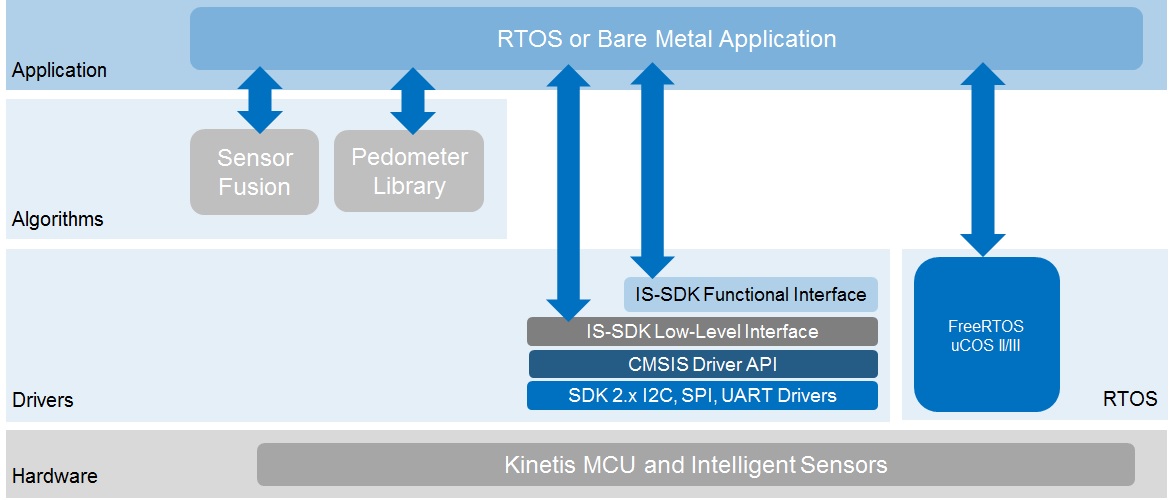 RTOS or Bare Metal Application
Application
Sensor
Fusion
Pedometer
Library
Algorithms
IS-SDK Functional Interface
IS-SDK Low-Level Interface
CMSIS Driver API
SDK 2.x I2C, SPI, UART Drivers
Drivers
FreeRTOS
uCOS II/III
RTOS
Kinetis MCU and Intelligent Sensors
Hardware